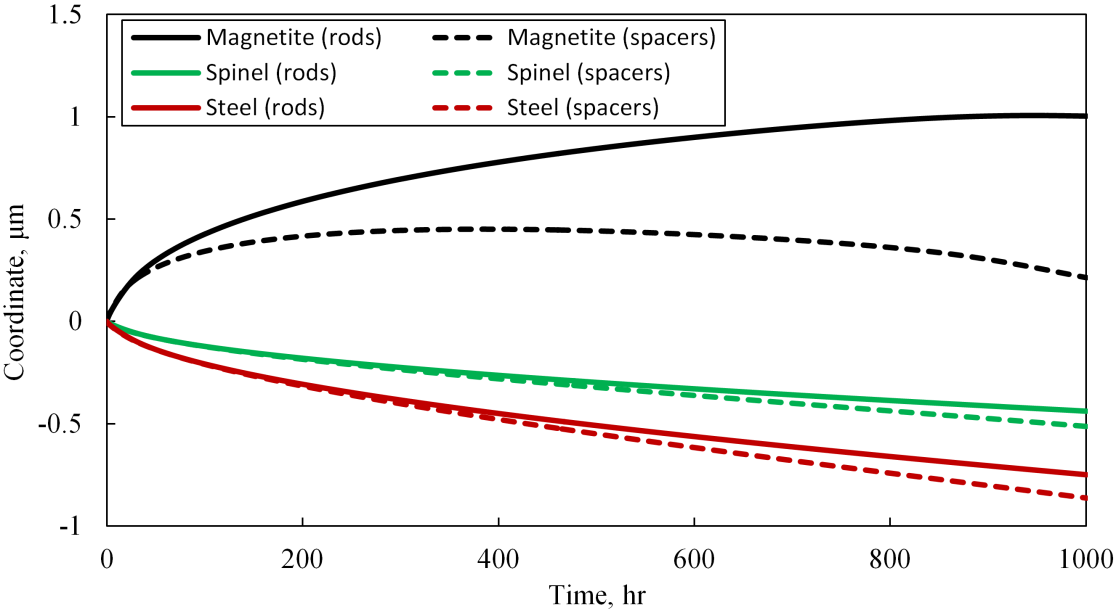 1.5
Magnetite (rods) Magnetite (spacers)
Spinel (rods) Spinel (spacers)
Steel (rods) Steel (spacers)
1
0.5
0
-0.5
-1
Coordinate, μm
0 200 400 600 800 1000
Time, hr